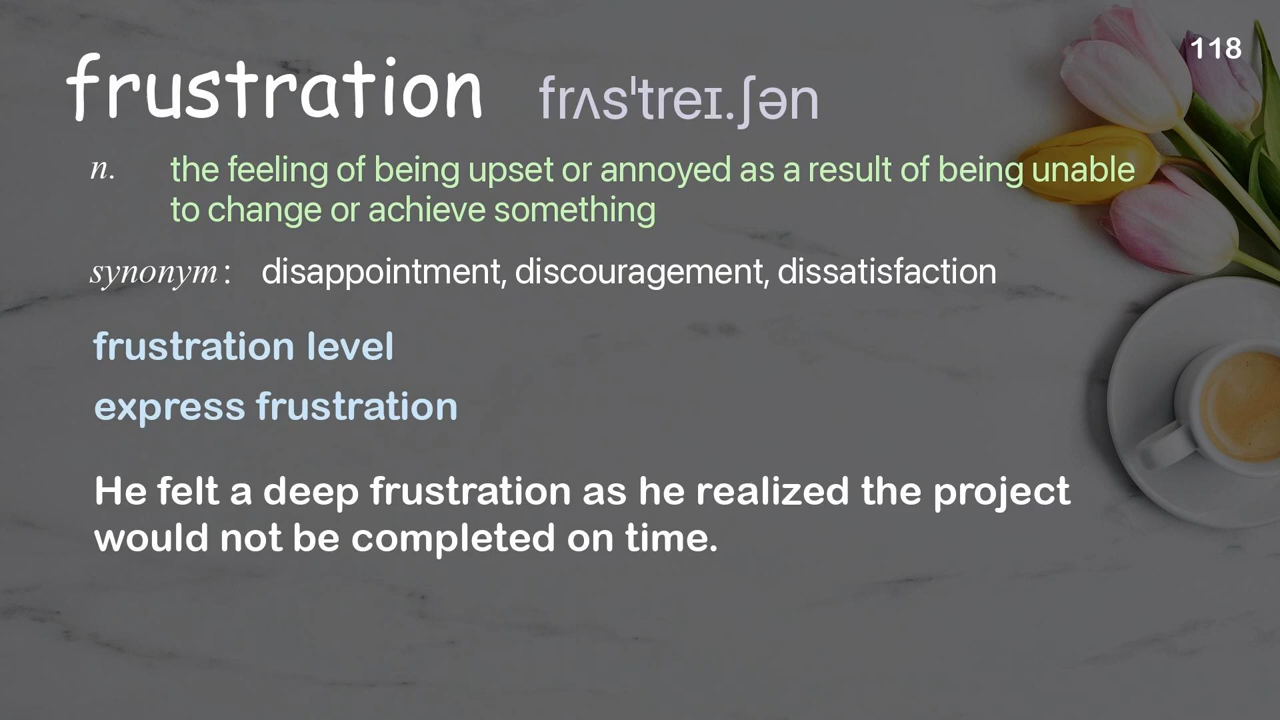 118
frustration frʌsˈtreɪ.ʃən
n. the feeling of being upset or annoyed as a result of being unable
to change or achieve something
synonym: disappointment, discouragement, dissatisfaction
frustration level
express frustration
He felt a deep frustration as he realized the project
would not be completed on time.